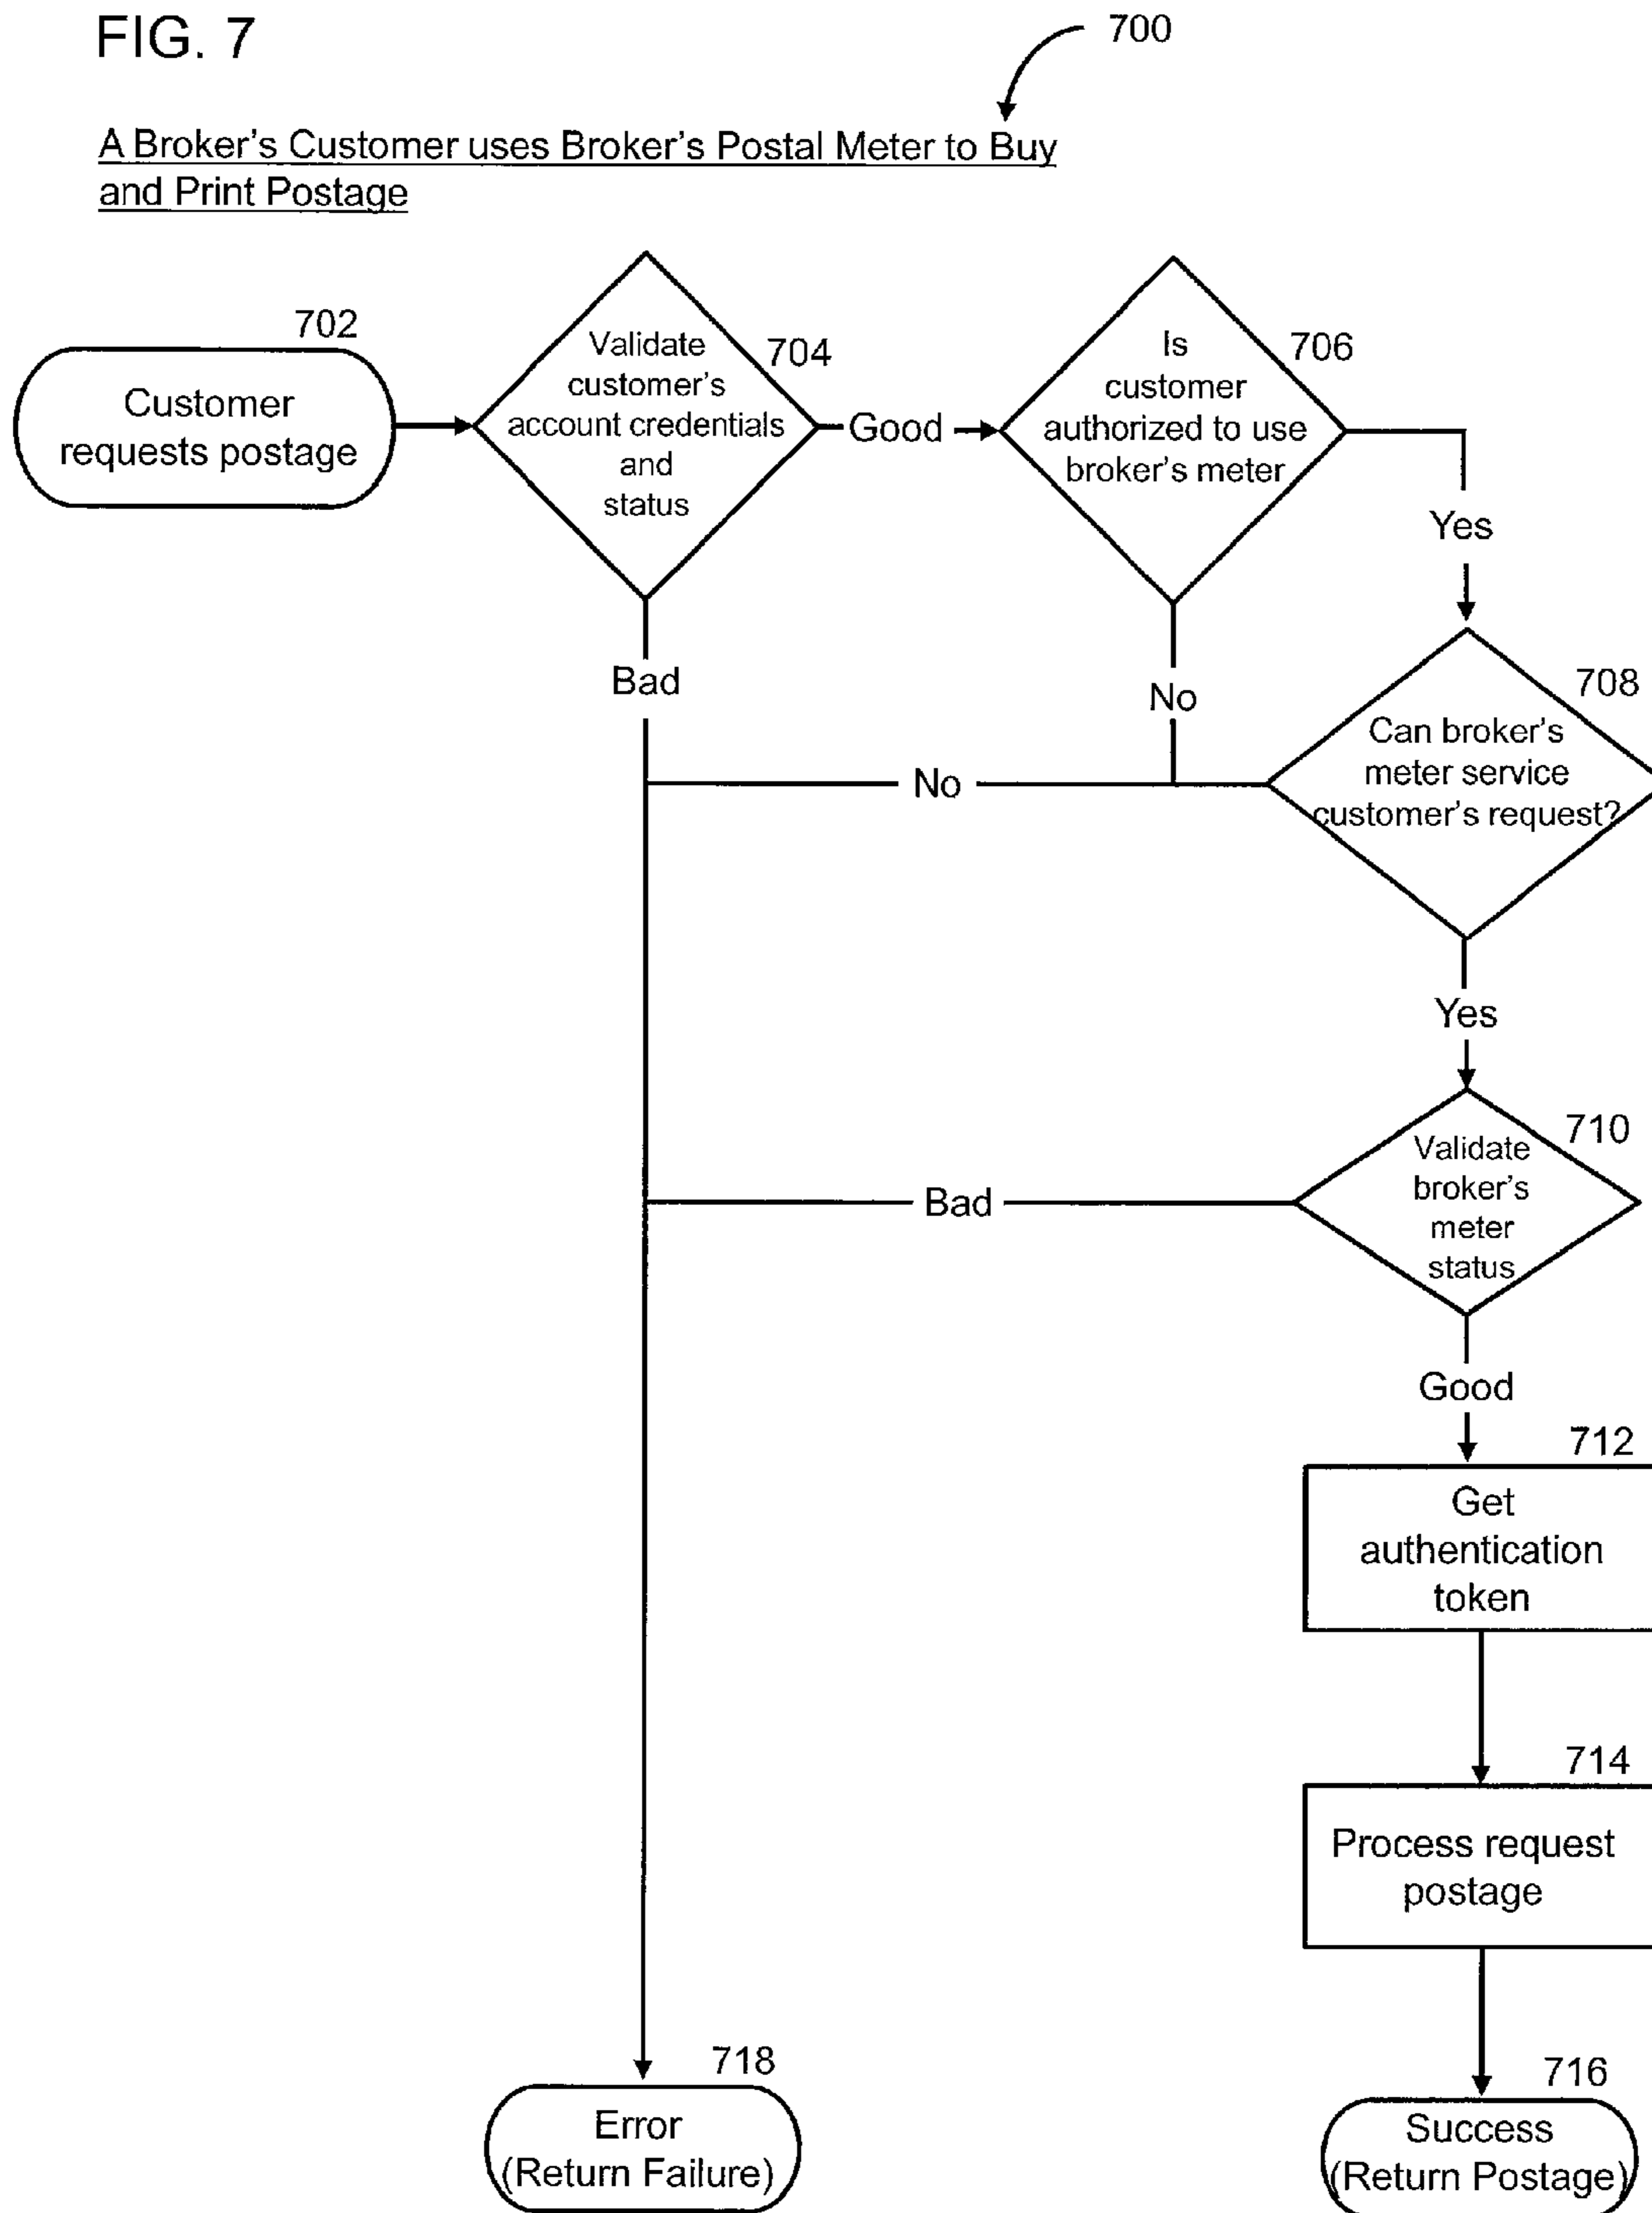 FIG. 7
700
A Broker's Customer uses Broker's Postal Meter to Buy
and Print Postage
702
Customer
requests postage
704
Validate
customer's
account credentials
and
status
Good
706
Is
customer
authorized to use
broker's meter
Yes
Bad
No
708
Can broker's
meter service
customer's request?
No
Yes
710
Validate
broker's
meter
status
Bad
Good
712
Get
authentication
token
714
Process request
postage
718
Error
(Return Failure)
716
Success
(Return Postage)